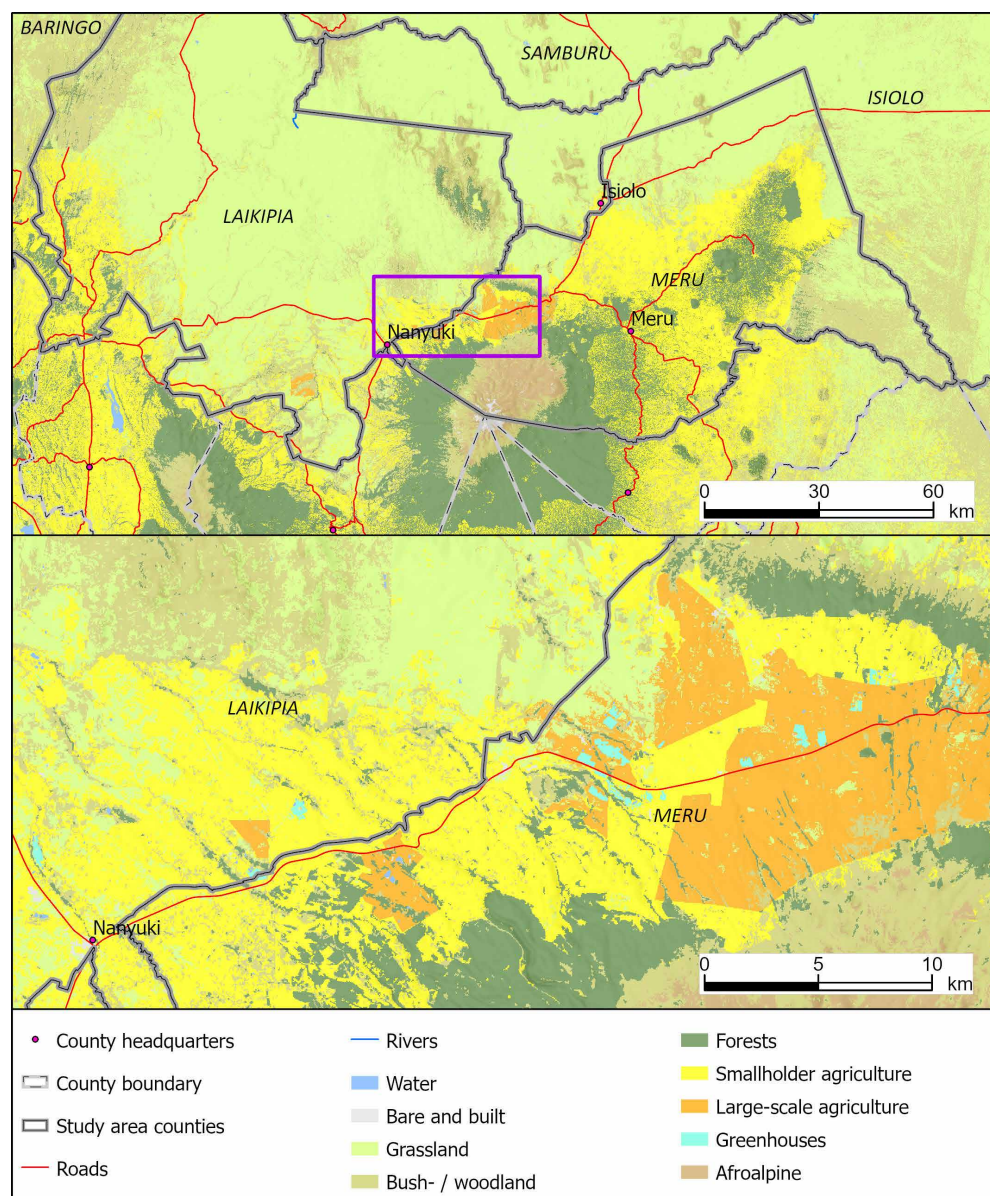 BARINGO
SAMBURU
ISIOLO
Isiolo
LAIKIPIA
MERU
Meru
Nanyuki
0 30 60
km
LAIKIPIA
MERU
Nanyuki
0 5 10
km
County headquarters
County boundary
Study area counties
Roads
Rivers
Water
Bare and built
Grassland
Bush- / woodland
Forests
Smallholder agriculture
Large-scale agriculture
Greenhouses
Afroalpine